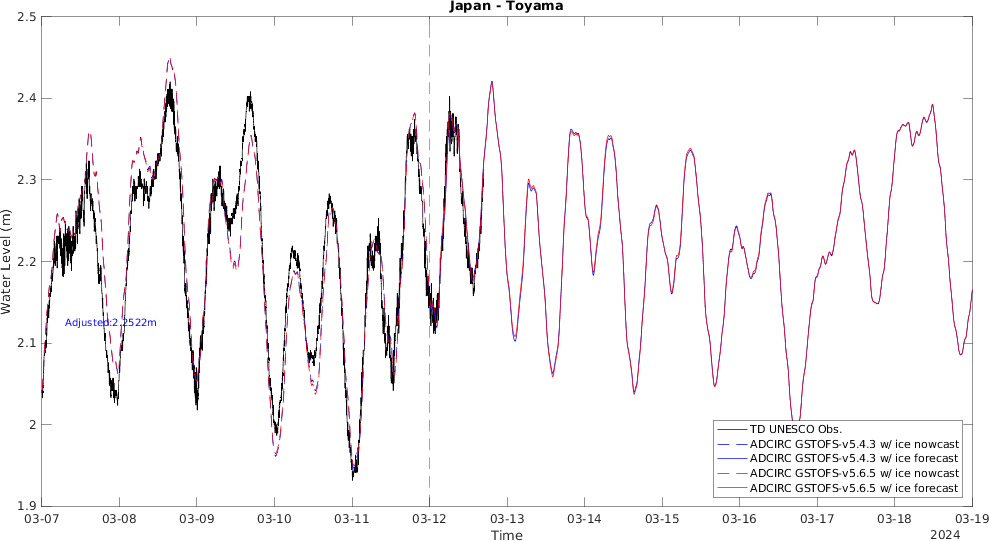 Japan - Toyama
2.5
2.4
2.3
2.2
2.1
2
1.9
Water Level (m)
Adjusted:2.2522m
TD UNESCO Obs.
ADCIRC GSTOFS-v5.4.3 w/ ice nowcast
ADCIRC GSTOFS-v5.4.3 w/ ice forecast
ADCIRC GSTOFS-v5.6.5 w/ ice nowcast
ADCIRC GSTOFS-v5.6.5 w/ ice forecast
03-07 03-08 03-09 03-10 03-11 03-12 03-13 03-14 03-15 03-16 03-17 03-18 03-19
Time
2024